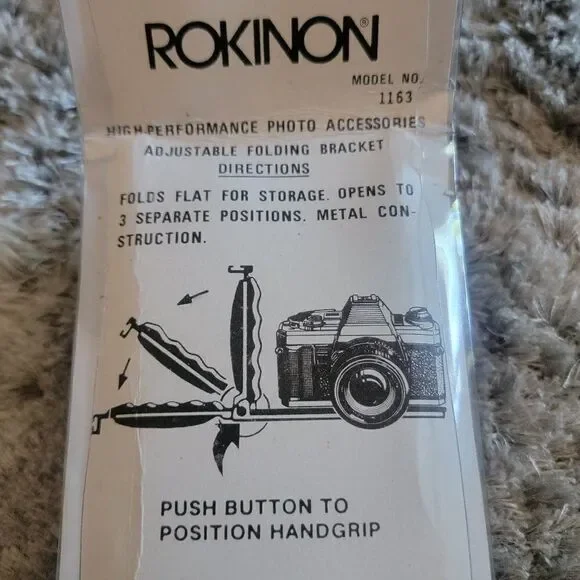 ROKINON®
MODEL NO.
1163
HIGH PERFORMANCE PHOTO ACCESSORIES
ADJUSTABLE FOLDING BRACKET
DIRECTIONS
FOLDS FLAT FOR STORAGE. OPENS TO
3 SEPARATE POSITIONS. METAL CON-
STRUCTION.
PUSH BUTTON TO
POSITION HANDGRIP